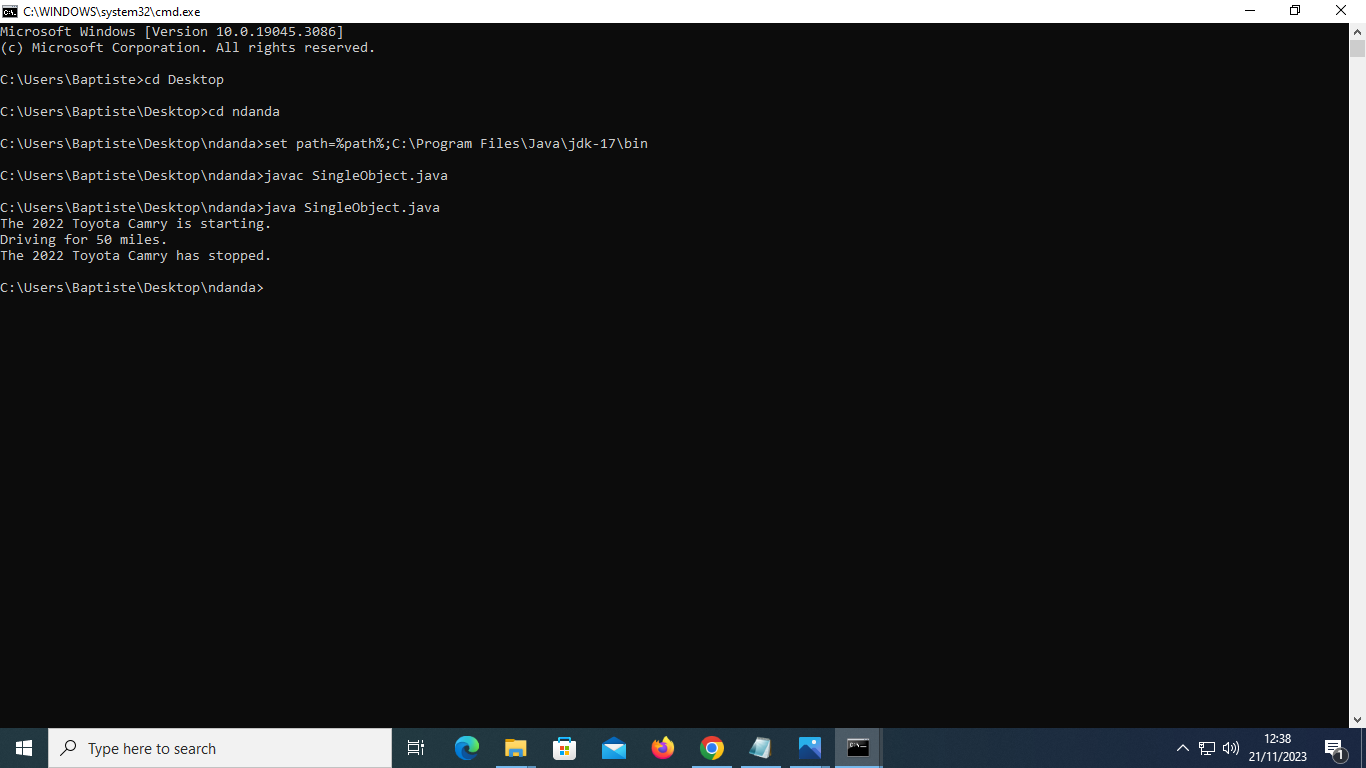 C:\WINDOWS\system32\cmd.exe
Microsoft Windows [Version 10.0.19045.3086]
(c) Microsoft Corporation. All rights reserved.
C:\Users\Baptiste>cd Desktop
C:\Users\Baptiste\Desktop>cd ndanda
C:\Users\Baptiste\Desktop\ndanda>set path=%path%;C:\Program Files\Java\jdk-17\bin
C:\Users\Baptiste\Desktop\ndanda>javac SingleObject.java
C:\Users\Baptiste\Desktop\ndanda>java SingleObject.java
The 2022 Toyota Camry is starting.
Driving for 50 miles.
The 2022 Toyota Camry has stopped.
C:\Users\Baptiste\Desktop\ndanda>
Type here to search
12:38
21/11/2023
1